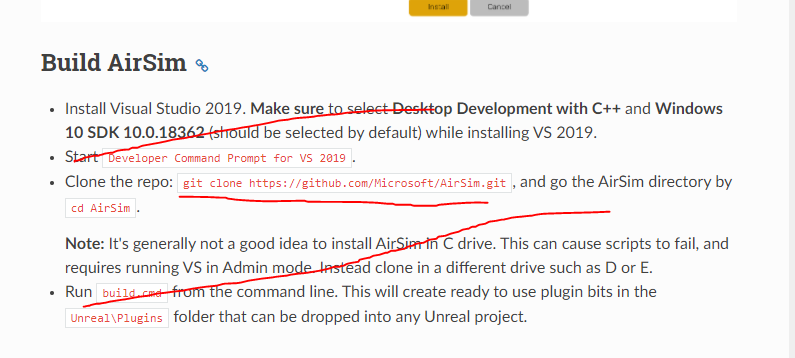 Install Cancel
Build AirSim
• Install Visual Studio 2019. Make sure to select Desktop Development with C++ and Windows
10 SDK 10.0.18362 (should be selected by default) while installing VS 2019.
• Start Developer Command Prompt for VS 2019 .
• Clone the repo: git clone https://github.com/Microsoft/AirSim.git , and go the AirSim directory by
cd AirSim .
Note: It's generally not a good idea to install AirSim in C drive. This can cause scripts to fail, and
requires running VS in Admin mode. Instead clone in a different drive such as D or E.
• Run build.cmd from the command line. This will create ready to use plugin bits in the
Unreal\Plugins folder that can be dropped into any Unreal project.